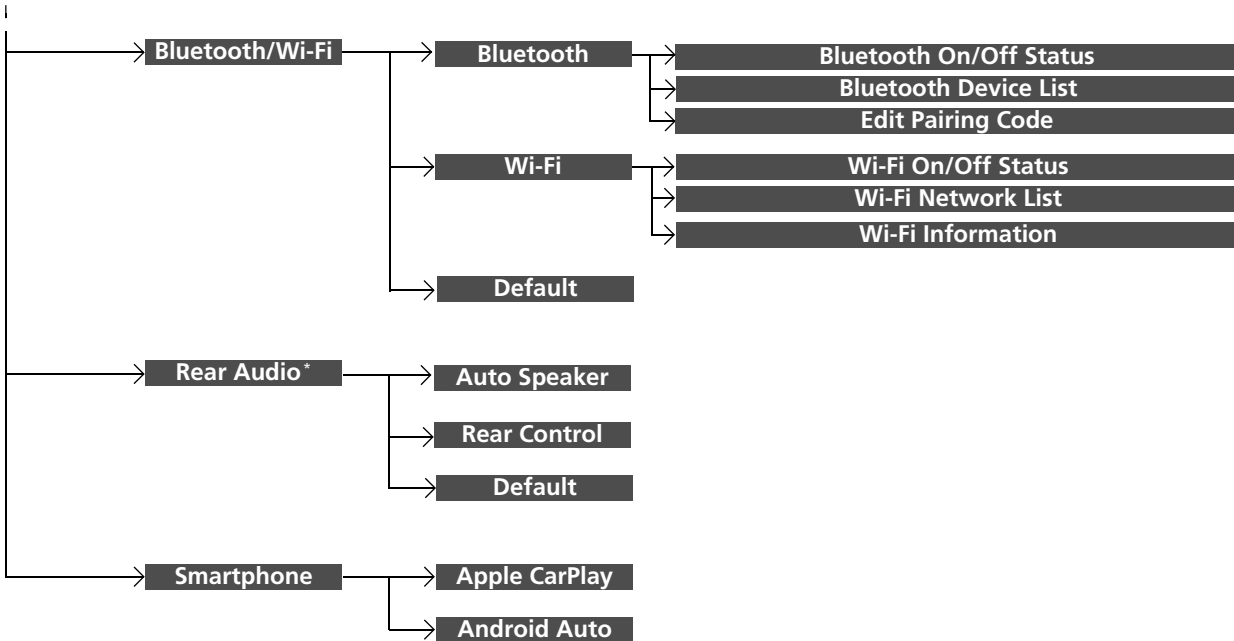 Bluetooth/Wi-Fi
Bluetooth
Bluetooth On/Off Status
Bluetooth Device List
Edit Pairing Code
Wi-Fi
Wi-Fi On/Off Status
Wi-Fi Network List
Wi-Fi Information
Default
Rear Audio*
Auto Speaker
Rear Control
Default
Smartphone
Apple CarPlay
Android Auto